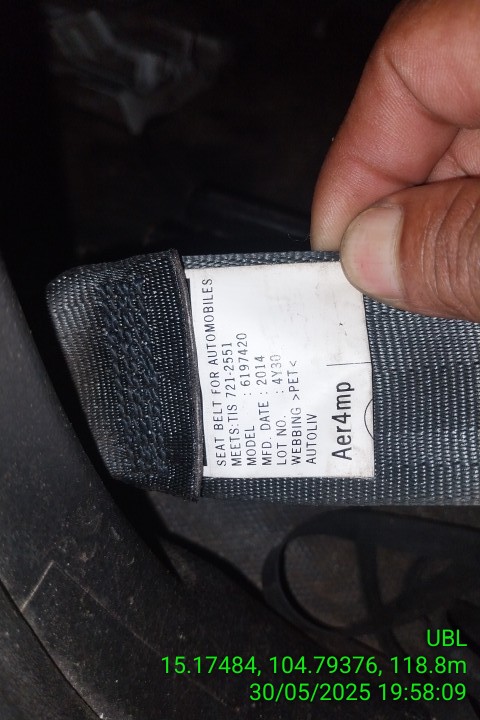 SEAT BELT FOR AUTOMOBILES
MEETS:TIS 721-2551
MODEL : 6197420
MFD. DATE : 2014
LOT NO. : 4Y30
WEBBING >PET<
AUTOLIV
Aer4mp
UBL
15.17484, 104.79376, 118.8m
30/05/2025 19:58:09